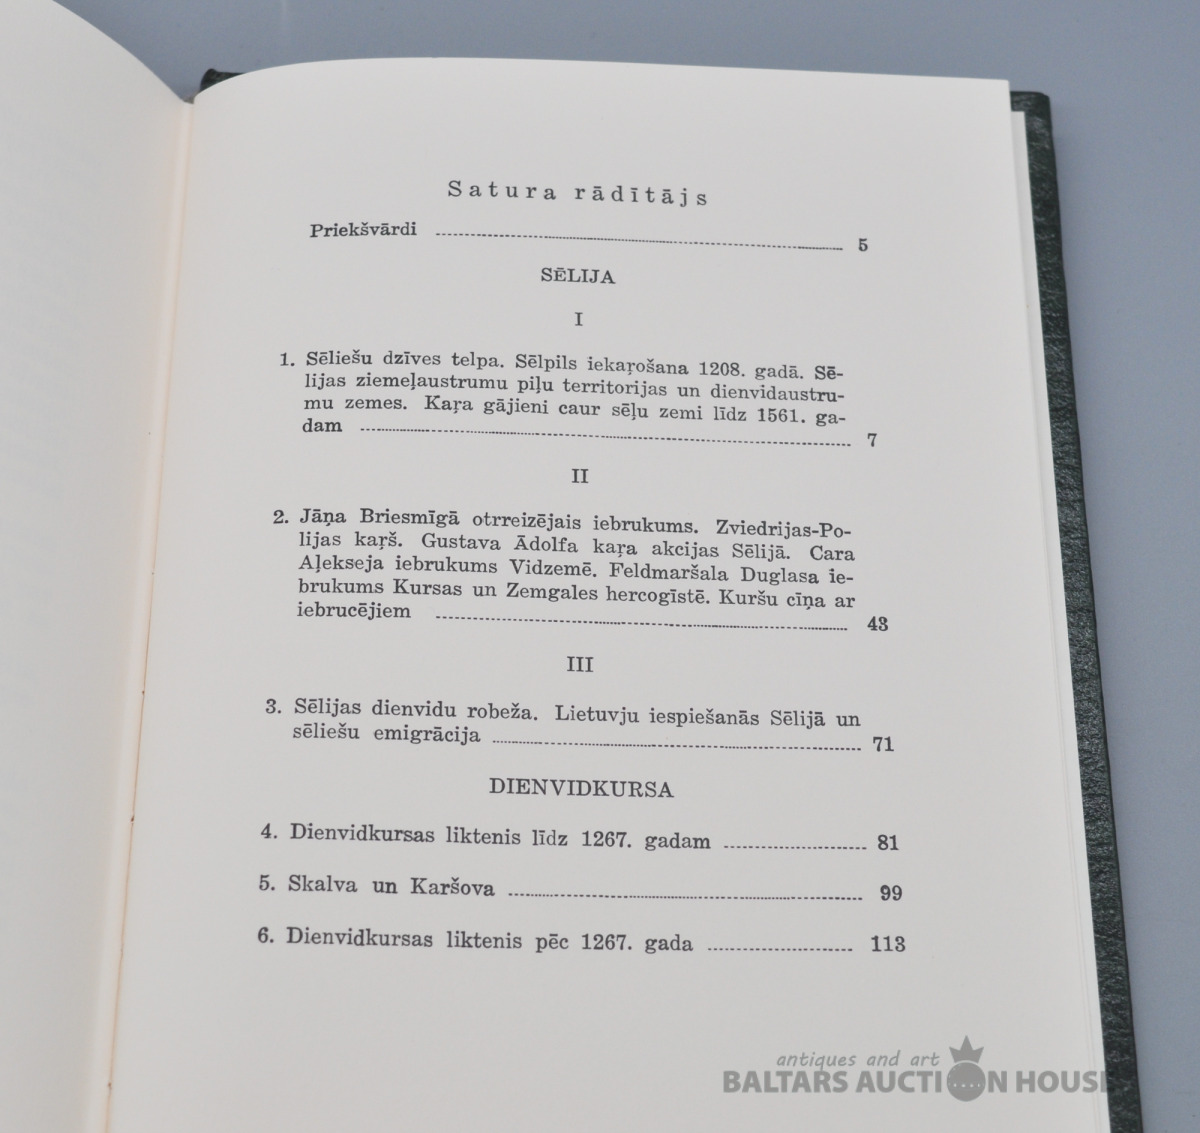 Satura rādītājs
Priekšvārdi 5
SĒLIJA
I
1. Sēliešu dzīves telpa. Sēlpils iekaŗošana 1208. gadā. Sē-
lijas ziemeļaustrumu piļu territorijas un dienvidaustru-
mu zemes. Kaŗa gājieni caur sēļu zemi līdz 1561. ga-
dam 7
II
2. Jāņa Briesmīgā otrreizējais iebrukums. Zviedrijas-Po-
lijas kaŗš. Gustava Ādolfa kaŗa akcijas Sēlijā. Cara
Aļekseja iebrukums Vidzemē. Feldmaršala Duglasa ie-
brukums Kursas un Zemgales hercogīstē. Kuršu cīņa ar
iebrucējiem 43
III
3. Sēlijas dienvidu robeža. Lietuvju iespiešanās Sēlijā un
sēliešu emigrācija 71
DIENVIDKURSA
4. Dienvidkursas liktenis līdz 1267. gadam 81
5. Skalva un Karšova 99
6. Dienvidkursas liktenis pēc 1267. gada 113
antiques and art
BALTARS AUCTION HOUSE